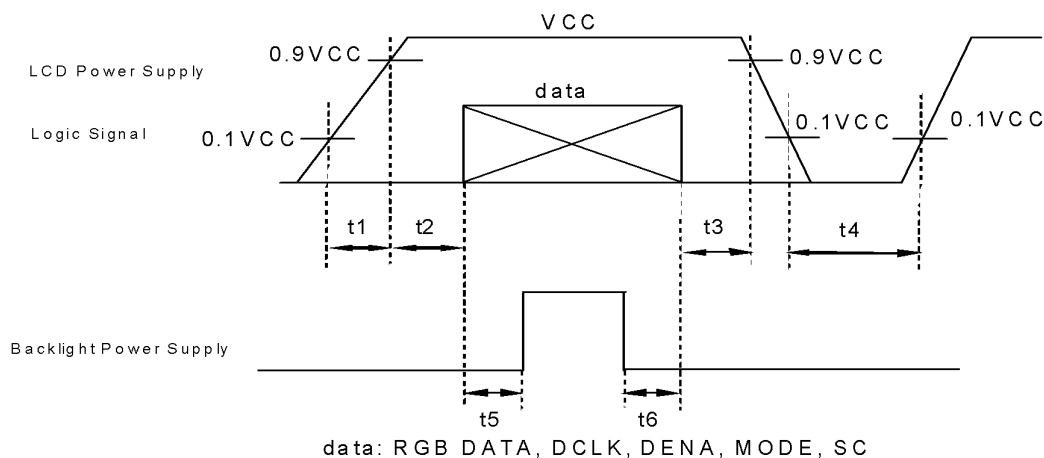 VCC
0.9VCC
0.9VCC
LCD Power Supply
data
Logic Signal
0.1VCC
0.1VCC
0.1VCC
t1
t2
t3
t4
Backlight Power Supply
t5
t6
data: RGB DATA, DCLK, DENA, MODE, SC